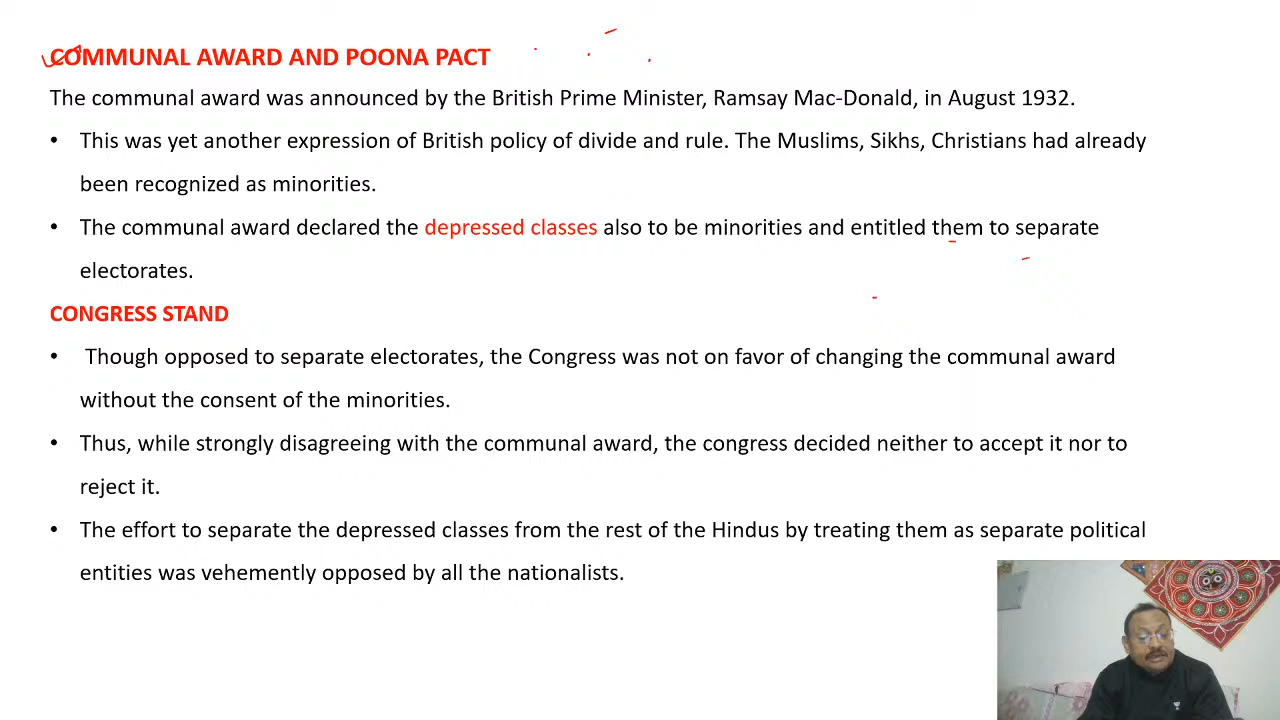 COMMUNAL AWARD AND POONA PACT
The communal award was announced by the British Prime Minister, Ramsay Mac-Donald, in August 1932.
• This was yet another expression of British policy of divide and rule. The Muslims, Sikhs, Christians had already
been recognized as minorities.
• The communal award declared the depressed classes also to be minorities and entitled them to separate
electorates.
CONGRESS STAND
• Though opposed to separate electorates, the Congress was not on favor of changing the communal award
without the consent of the minorities.
• Thus, while strongly disagreeing with the communal award, the congress decided neither to accept it nor to
reject it.
• The effort to separate the depressed classes from the rest of the Hindus by treating them as separate political
entities was vehemently opposed by all the nationalists.